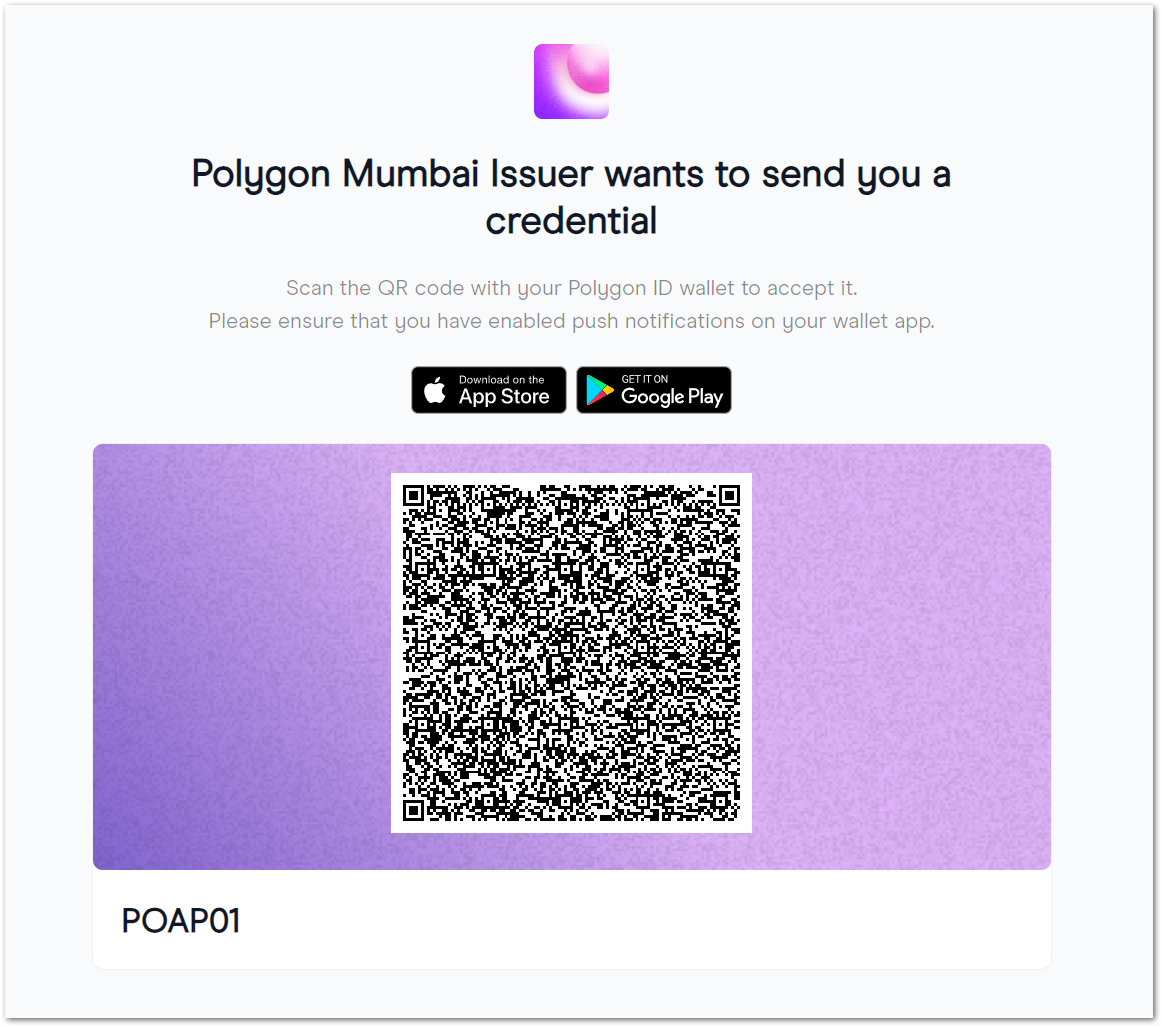 Polygon Mumbai Issuer wants to send you a
credential
Scan the QR code with your Polygon ID wallet to accept it.
Please ensure that you have enabled push notifications on your wallet app.
Download on the
App Store
GET IT ON
Google Play
POAP01